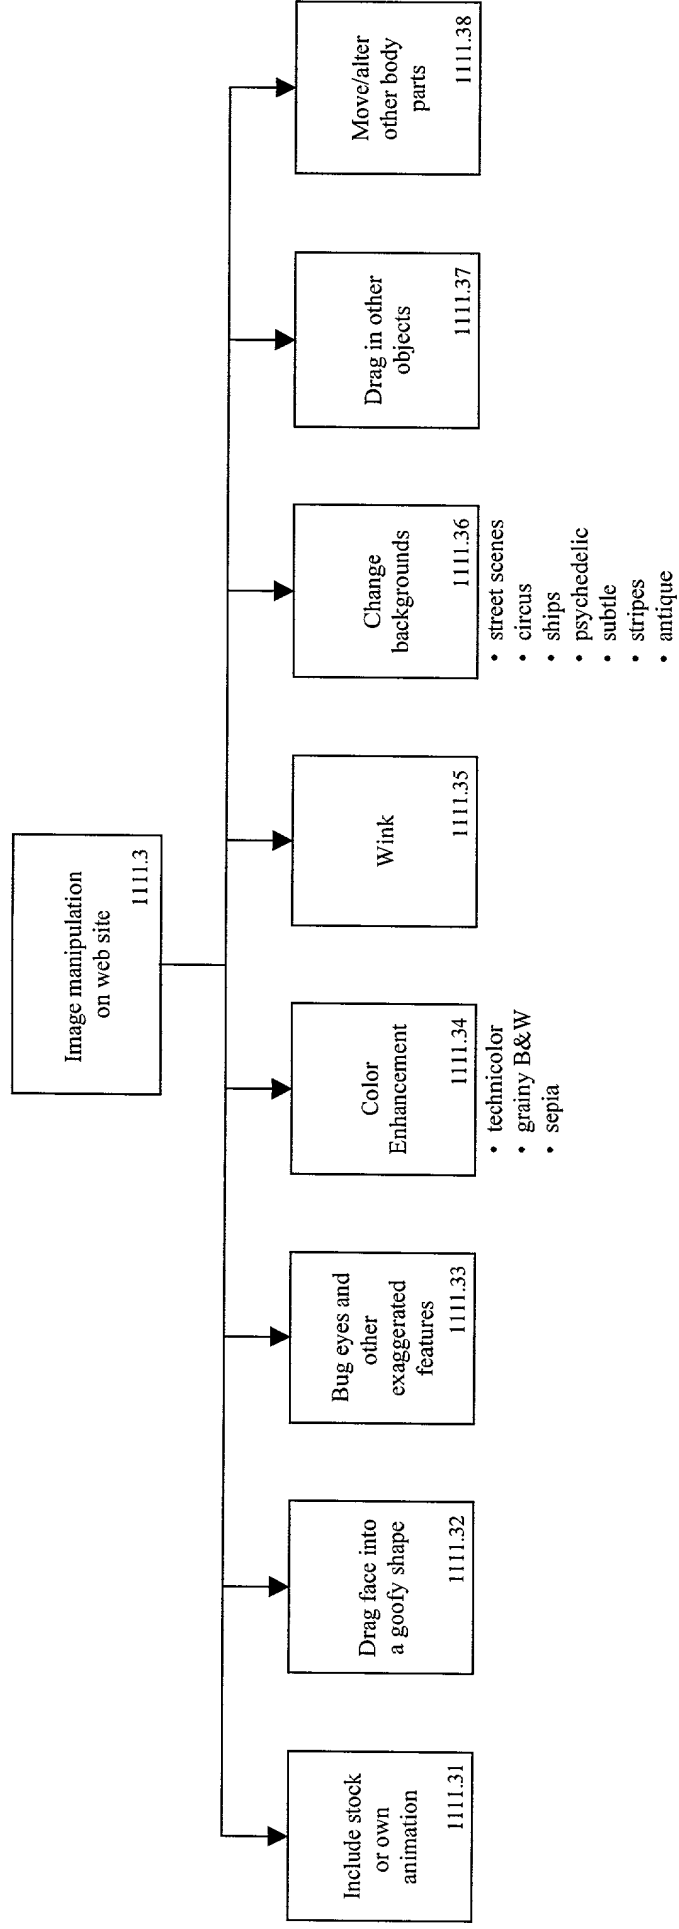 Image manipulation
on web site
1111.3
Include stock
or own
animation
1111.31
Drag face into
a goofy shape
1111.32
Bug eyes and
other
exaggerated
features
1111.33
Color
Enhancement
1111.34
• technicolor
• grainy B&W
• sepia
Wink
1111.35
Change
backgrounds
1111.36
• street scenes
• circus
• ships
• psychedelic
• subtle
• stripes
• antique
Drag in other
objects
1111.37
Move/alter
other body
parts
1111.38